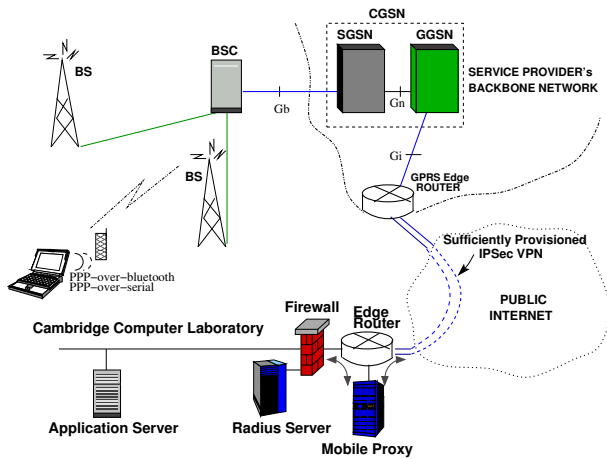 CGSN
SGSN
GGSN
BSC
BS
SERVICE PROVIDER's
BACKBONE NETWORK
Gb
Gn
Gi
BS
GPRS Edge
ROUTER
Sufficiently Provisioned
IPSec VPN
PPP-over-bluetooth
PPP-over-serial
PUBLIC
INTERNET
Firewall
Edge
Router
Cambridge Computer Laboratory
Application Server
Radius Server
Mobile Proxy